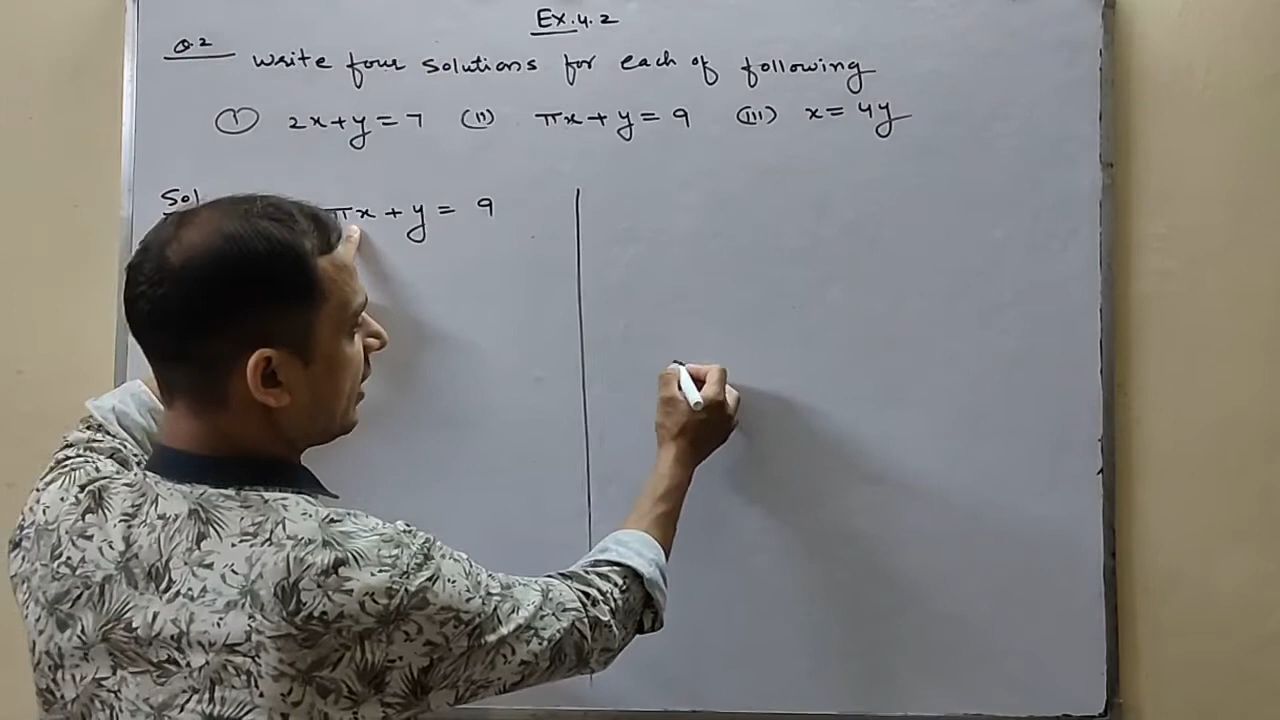 Ex. 4.2
Q.2 Write four solutions for each of following
(i) 2x+y=7 (ii) πx+y=9 (iii) x=4y
Sol
πx+y=9